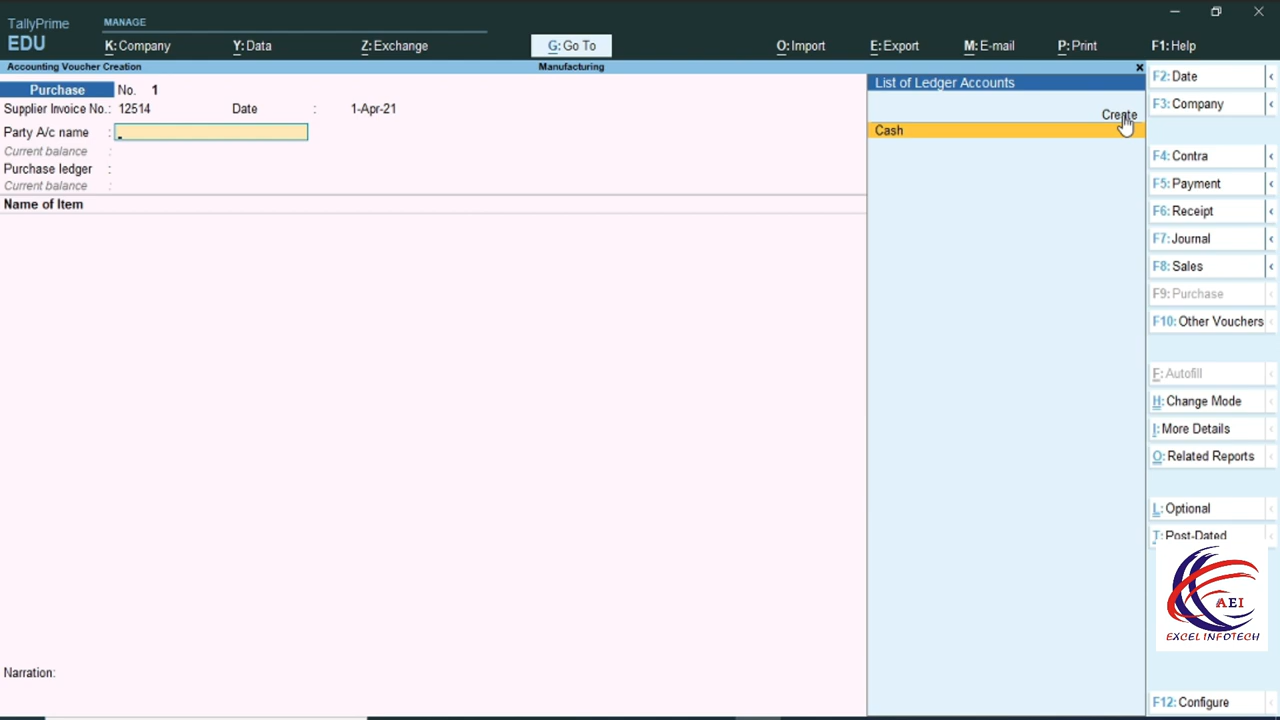 TallyPrime
EDU
MANAGE
K: Company
Y: Data
Z: Exchange
G: Go To
O: Import
E: Export
M: E-mail
P: Print
F1: Help
Accounting Voucher Creation
Manufacturing
Purchase No. 1
Supplier Invoice No.: 12514 Date : 1-Apr-21
Party A/c name :
Current balance :
Purchase ledger :
Current balance :
Name of Item
Narration:
List of Ledger Accounts
Create
Cash
F2: Date
F3: Company
F4: Contra
F5: Payment
F6: Receipt
F7: Journal
F8: Sales
F9: Purchase
F10: Other Vouchers
F: Autofill
H: Change Mode
I: More Details
O: Related Reports
L: Optional
T: Post-Dated
AEI
EXCEL INFOTECH
F12: Configure